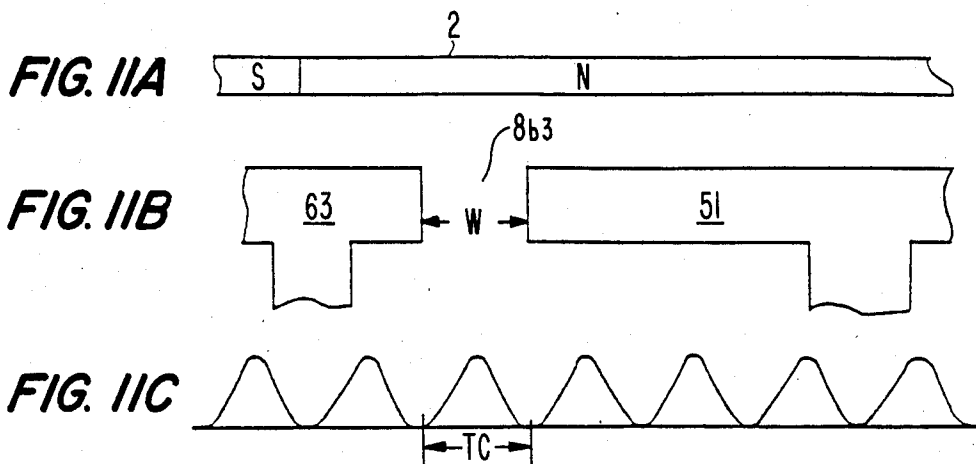 2
FIG. 11A S N
8b3
FIG. 11B 63 W 51
FIG. 11C
TC